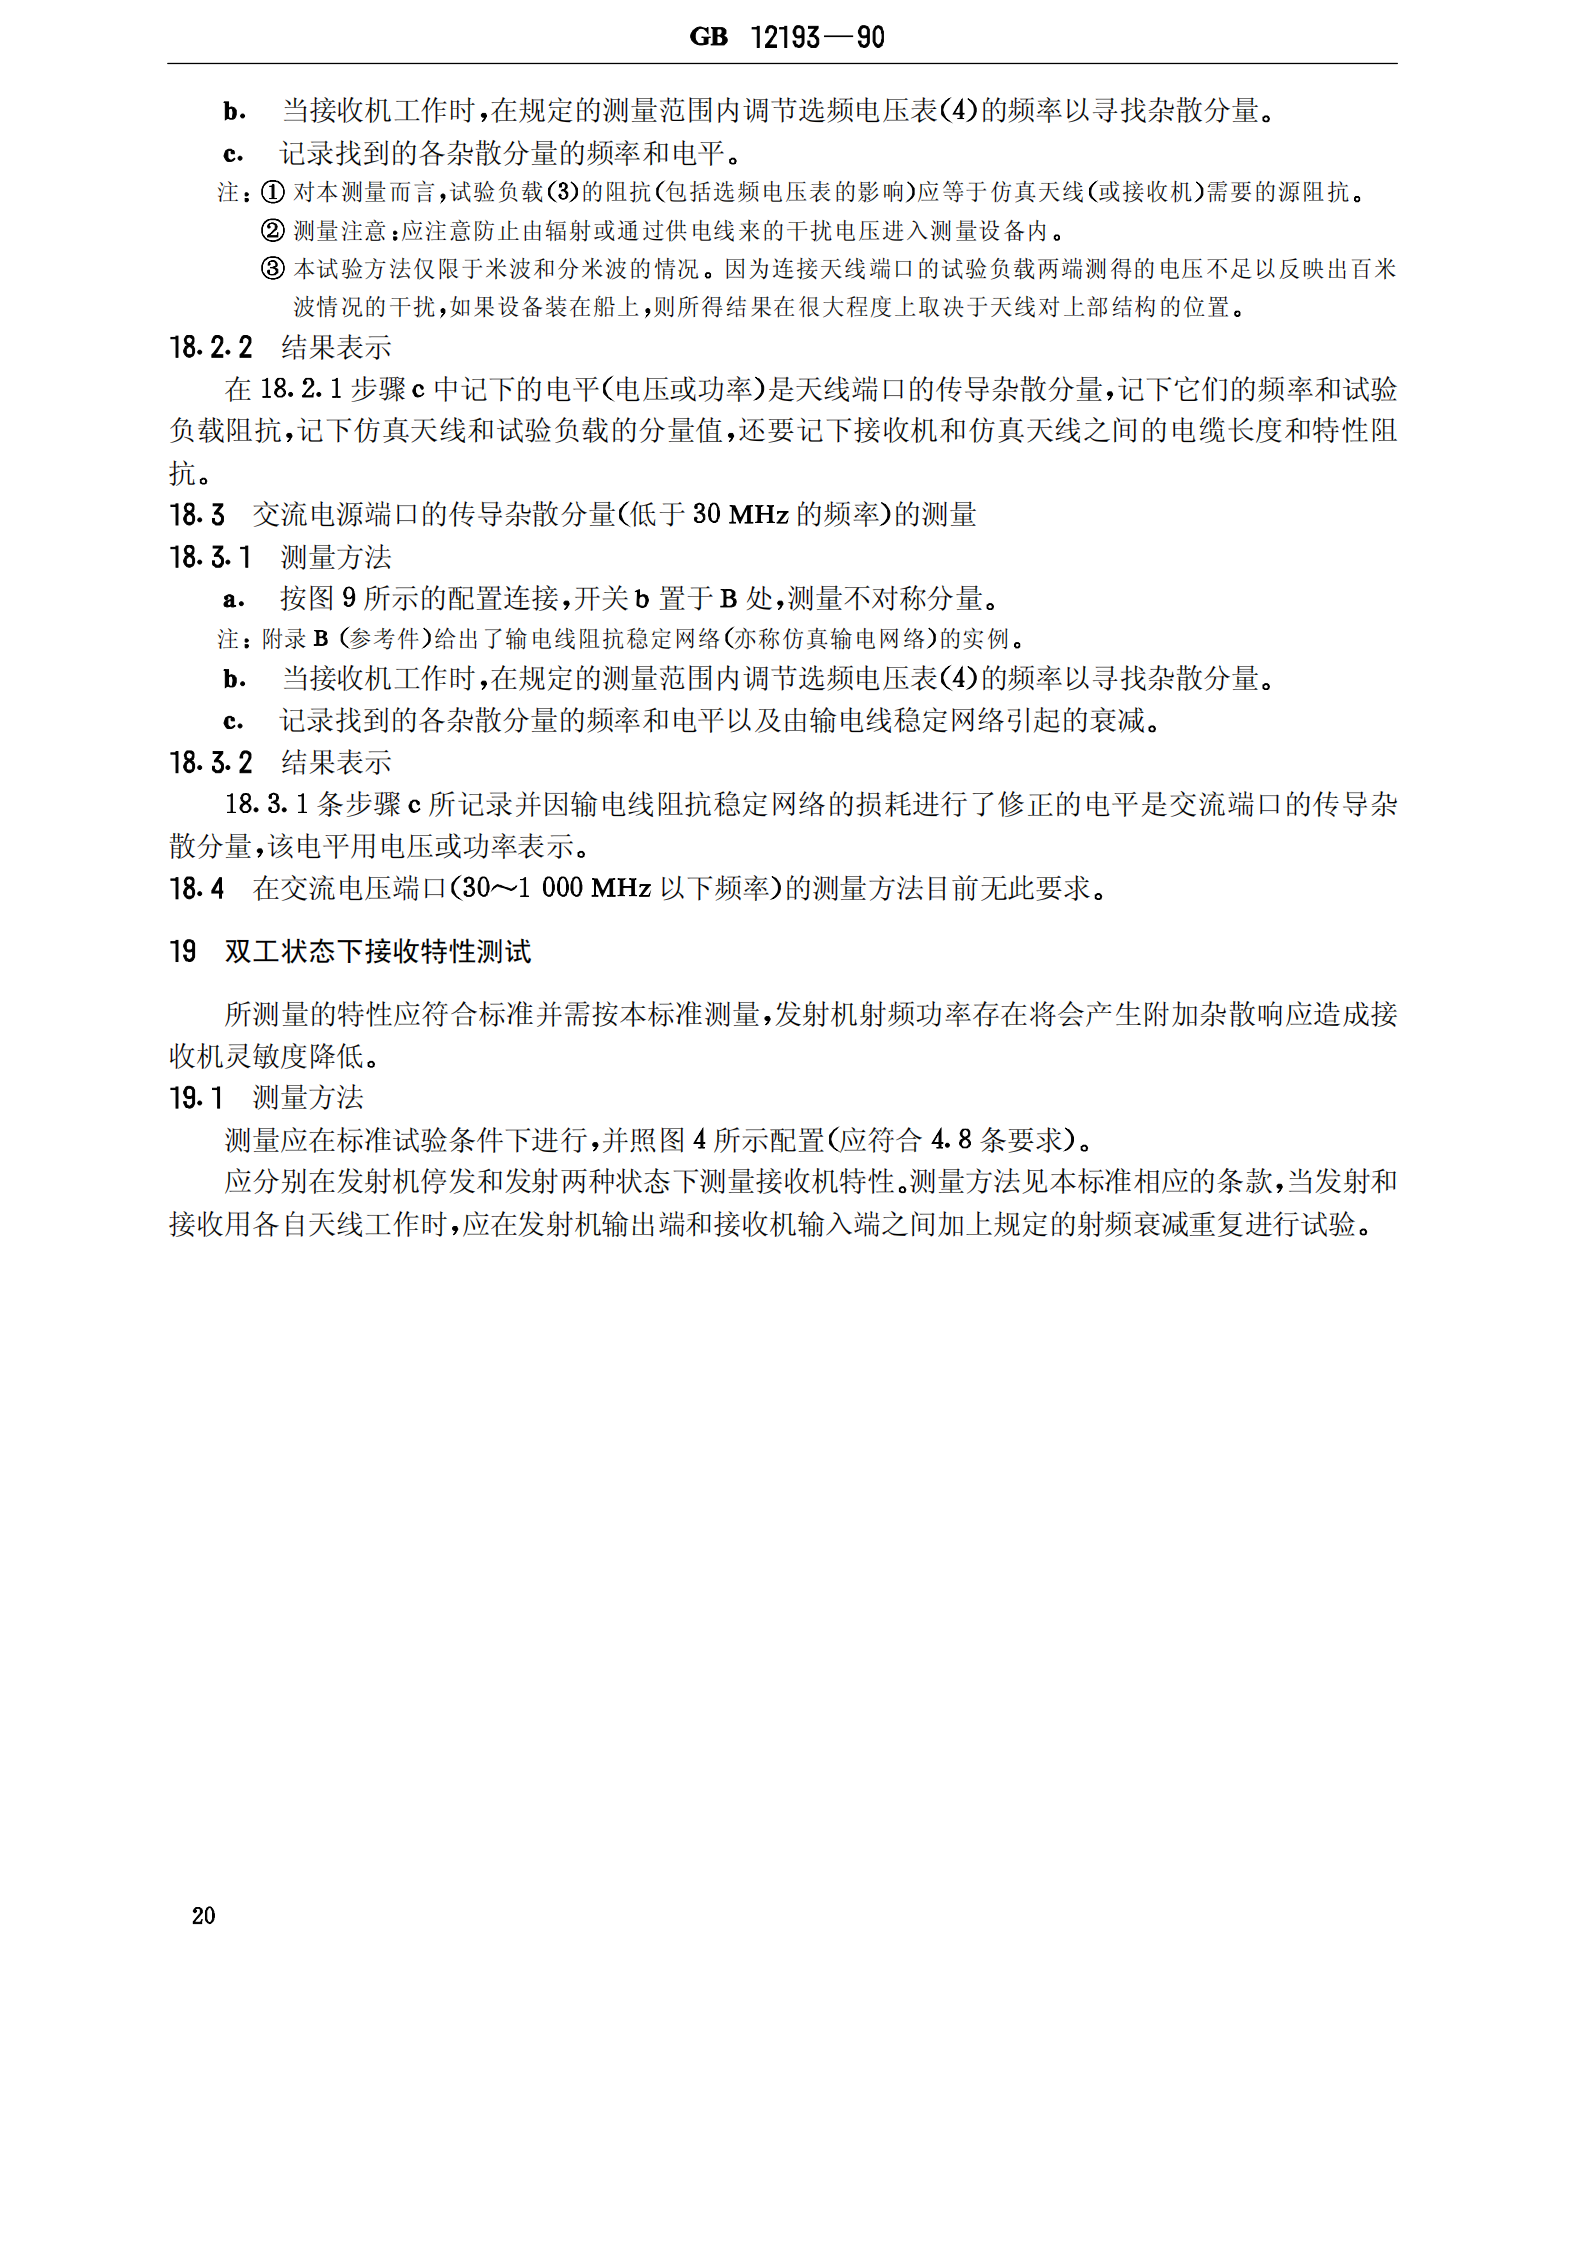 GB 12193—90
b. 当接收机工作时,在规定的测量范围内调节选频电压表(4)的频率以寻找杂散分量。
c. 记录找到的各杂散分量的频率和电平。
注:① 对本测量而言,试验负载(3)的阻抗(包括选频电压表的影响)应等于仿真天线(或接收机)需要的源阻抗。
② 测量注意:应注意防止由辐射或通过供电线来的干扰电压进入测量设备内。
③ 本试验方法仅限于米波和分米波的情况。因为连接天线端口的试验负载两端测得的电压不足以反映出百米
波情况的干扰,如果设备装在船上,则所得结果在很大程度上取决于天线对上部结构的位置。
18.2.2 结果表示
在 18.2.1 步骤 c 中记下的电平(电压或功率)是天线端口的传导杂散分量,记下它们的频率和试验
负载阻抗,记下仿真天线和试验负载的分量值,还要记下接收机和仿真天线之间的电缆长度和特性阻
抗。
18.3 交流电源端口的传导杂散分量(低于 30 MHz 的频率)的测量
18.3.1 测量方法
a. 按图 9 所示的配置连接,开关 b 置于 B 处,测量不对称分量。
注:附录 B (参考件)给出了输电线阻抗稳定网络(亦称仿真输电网络)的实例。
b. 当接收机工作时,在规定的测量范围内调节选频电压表(4)的频率以寻找杂散分量。
c. 记录找到的各杂散分量的频率和电平以及由输电线稳定网络引起的衰减。
18.3.2 结果表示
18.3.1 条步骤 c 所记录并因输电线阻抗稳定网络的损耗进行了修正的电平是交流端口的传导杂
散分量,该电平用电压或功率表示。
18.4 在交流电压端口(30～1 000 MHz 以下频率)的测量方法目前无此要求。
19 双工状态下接收特性测试
所测量的特性应符合标准并需按本标准测量,发射机射频功率存在将会产生附加杂散响应造成接
收机灵敏度降低。
19.1 测量方法
测量应在标准试验条件下进行,并照图 4 所示配置(应符合 4.8 条要求)。
应分别在发射机停发和发射两种状态下测量接收机特性。测量方法见本标准相应的条款,当发射和
接收用各自天线工作时,应在发射机输出端和接收机输入端之间加上规定的射频衰减重复进行试验。
20